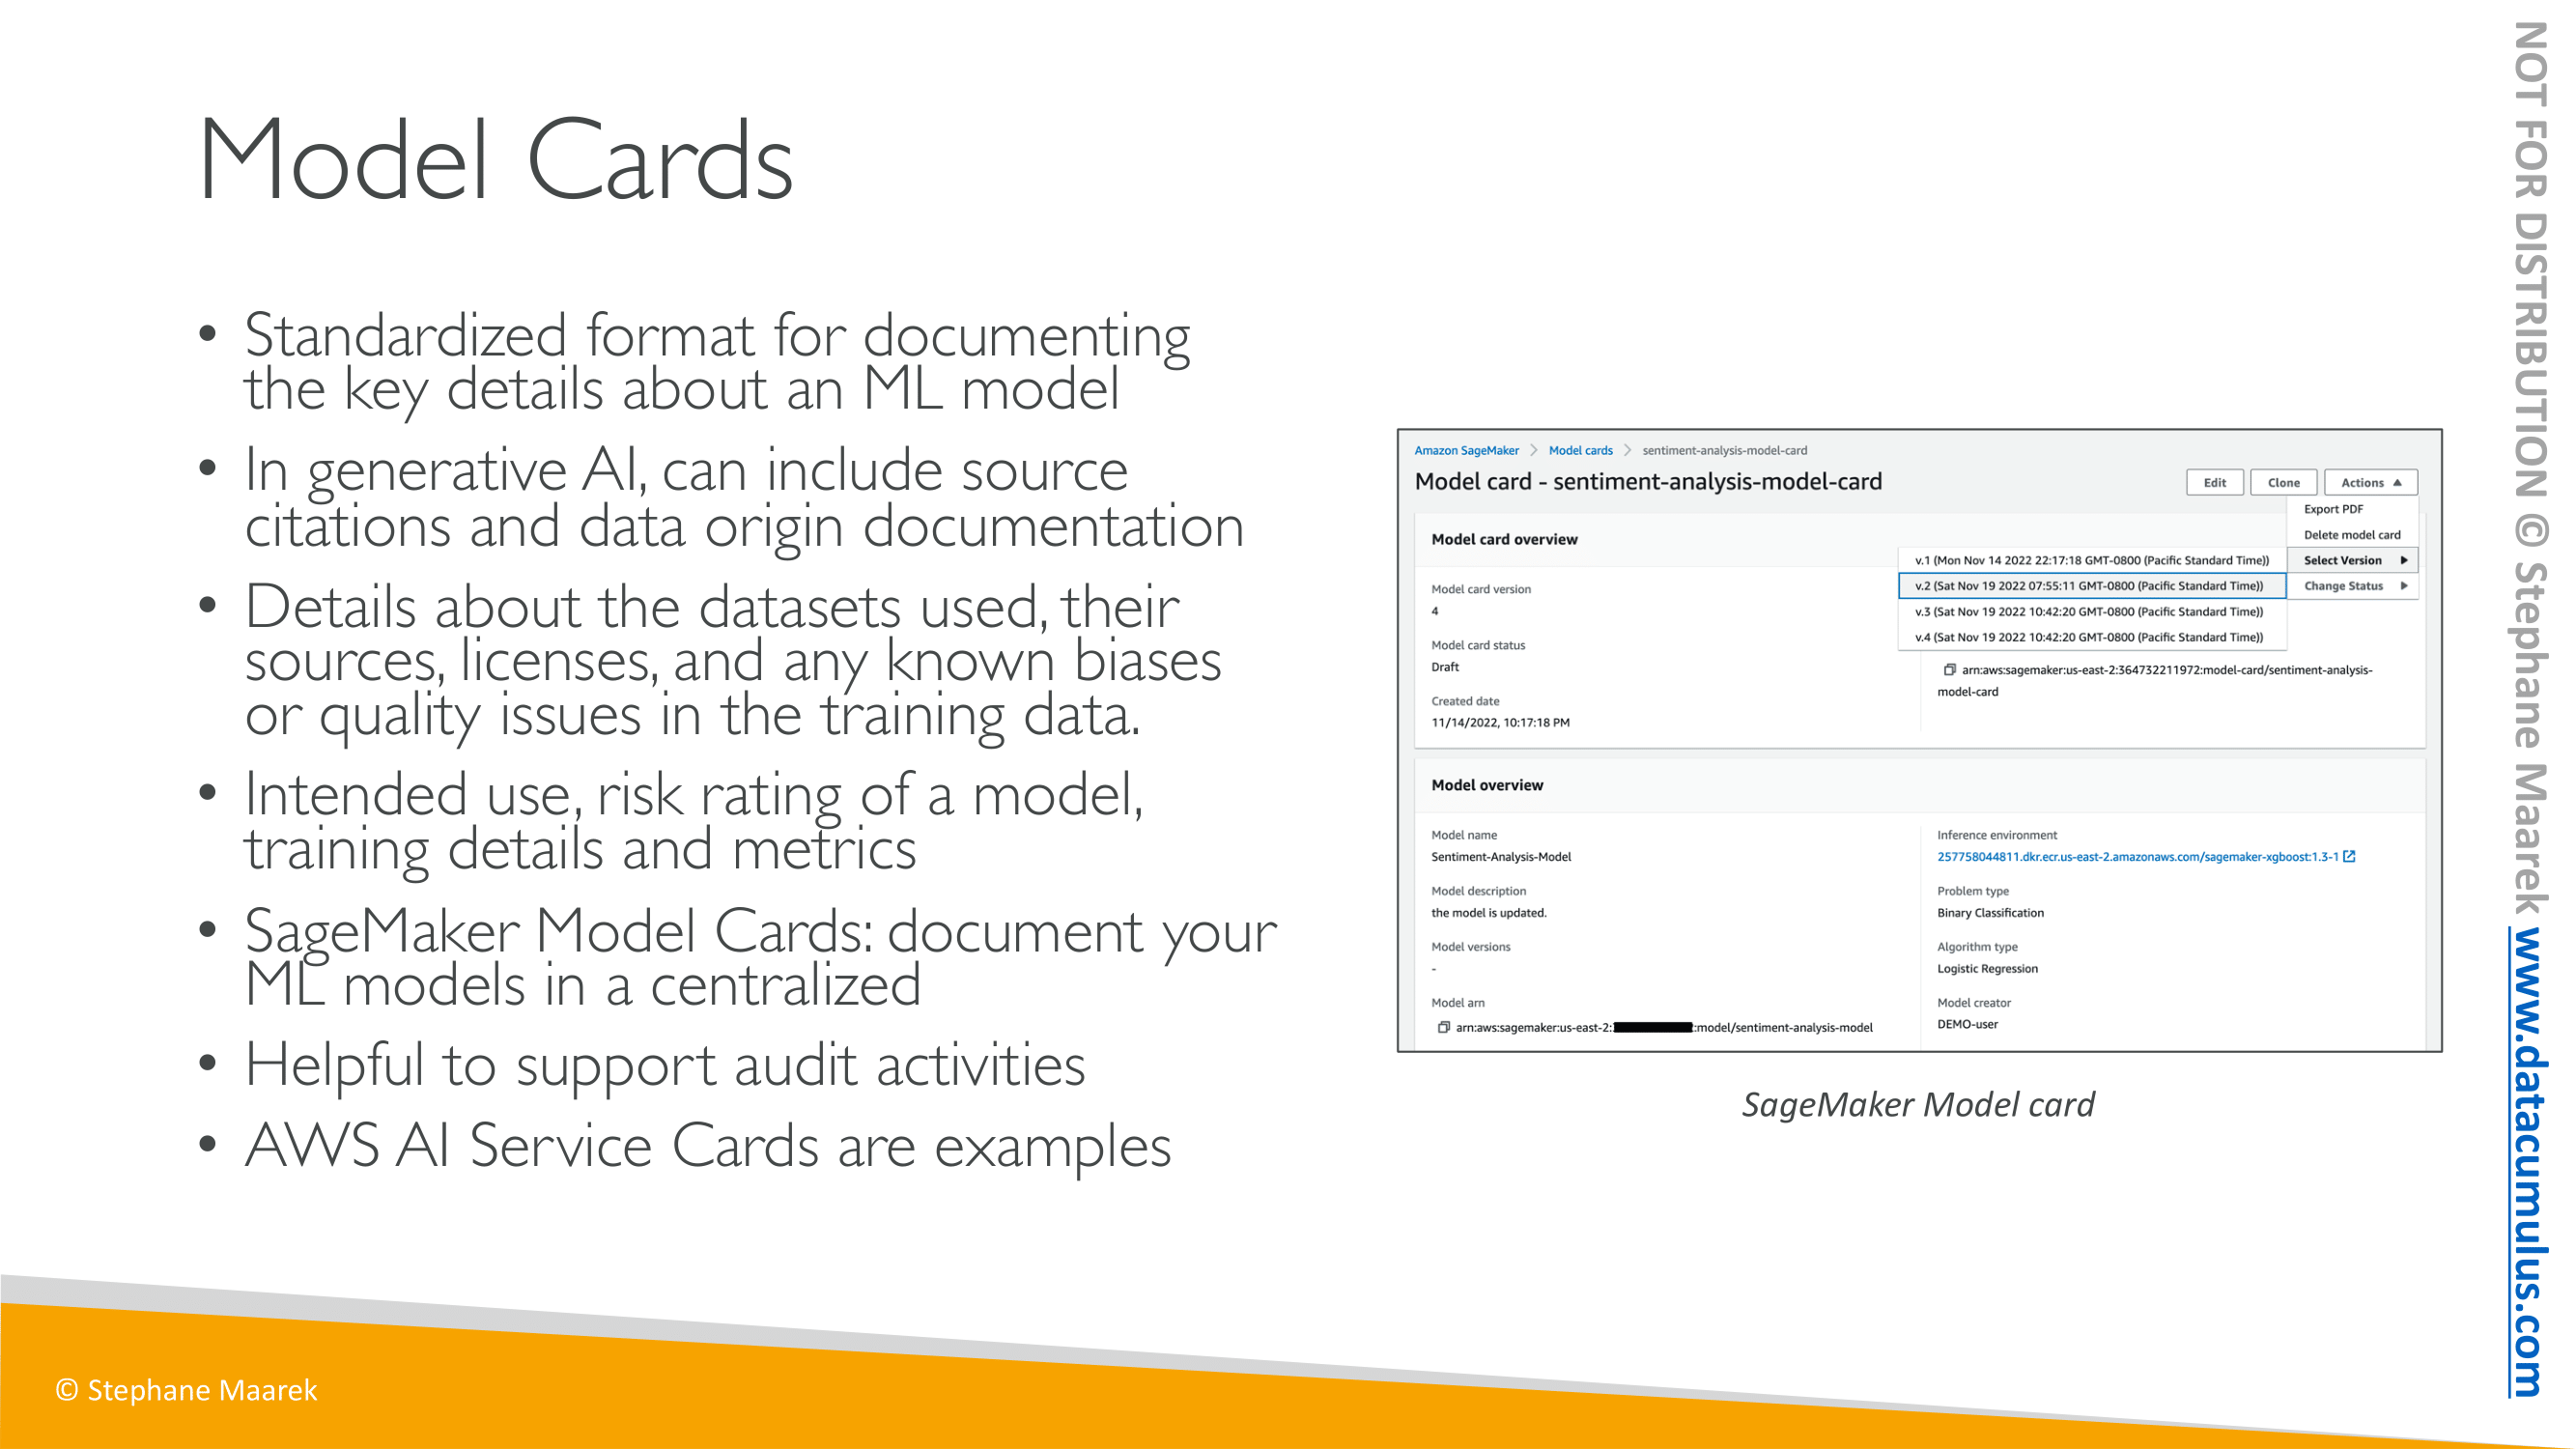 Model Cards
• Standardized format for documenting
the key details about an ML model
• In generative AI, can include source
citations and data origin documentation
• Details about the datasets used, their
sources, licenses, and any known biases
or quality issues in the training data.
• Intended use, risk rating of a model,
training details and metrics
• SageMaker Model Cards: document your
ML models in a centralized
• Helpful to support audit activities
• AWS AI Service Cards are examples
Amazon SageMaker > Model cards > sentiment-analysis-model-card
Model card - sentiment-analysis-model-card
Edit
Clone
Actions
Export PDF
Delete model card
Select Version
Change Status
v.1 (Mon Nov 14 2022 22:17:18 GMT-0800 (Pacific Standard Time))
v.2 (Sat Nov 19 2022 07:55:11 GMT-0800 (Pacific Standard Time))
v.3 (Sat Nov 19 2022 10:42:20 GMT-0800 (Pacific Standard Time))
v.4 (Sat Nov 19 2022 10:42:20 GMT-0800 (Pacific Standard Time))
Model card overview
Model card version
4
Model card status
Draft
Created date
11/14/2022, 10:17:18 PM
arn:aws:sagemaker:us-east-2:364732211972:model-card/sentiment-analysis-
model-card
Model overview
Model name
Sentiment-Analysis-Model
Model description
the model is updated.
Model versions
-
Model arn
arn:aws:sagemaker:us-east-2: :model/sentiment-analysis-model
Inference environment
257758044811.dkr.ecr.us-east-2.amazonaws.com/sagemaker-xgboost:1.3-1
Problem type
Binary Classification
Algorithm type
Logistic Regression
Model creator
DEMO-user
SageMaker Model card
© Stephane Maarek
NOT FOR DISTRIBUTION © Stephane Maarek www.datacumulus.com